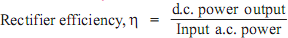 Rectifier efficiency, η = d.c. power output
Input a.c. power